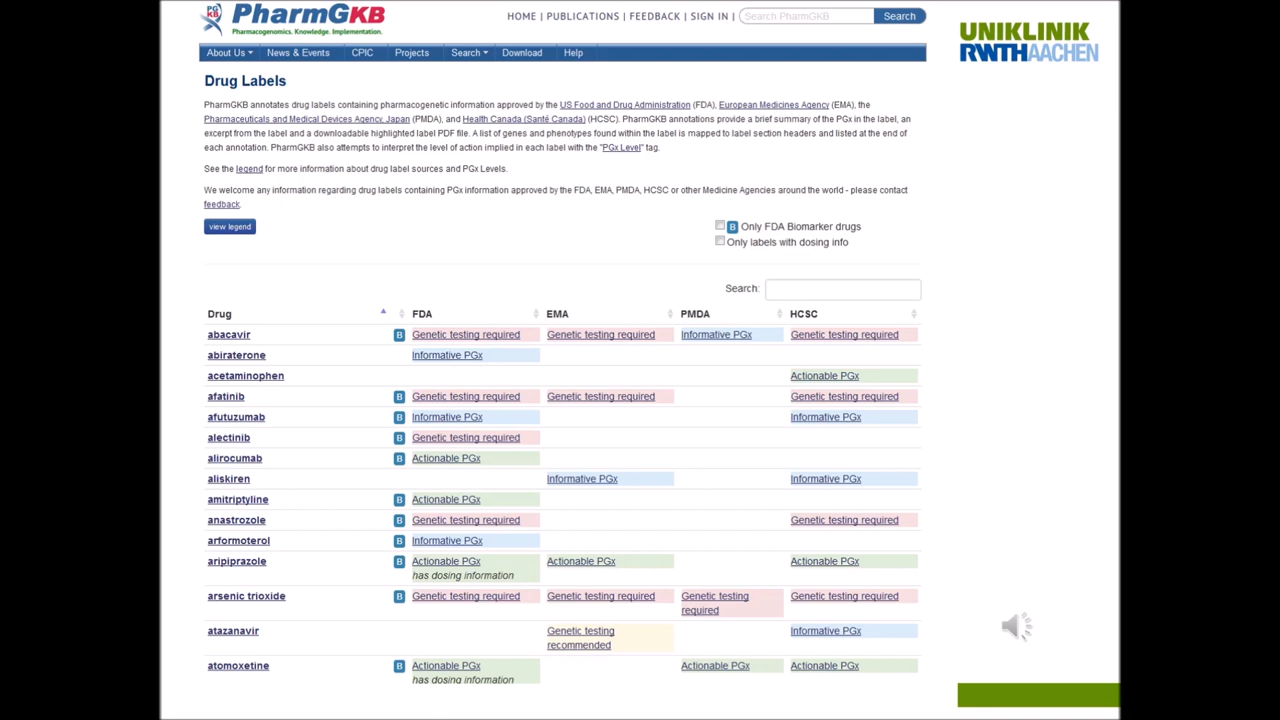 PharmGKB
Pharmacogenomics. Knowledge. Implementation.
HOME | PUBLICATIONS | FEEDBACK | SIGN IN | Search PharmGKB Search
UNIKLINIK
RWTHAACHEN
About Us News & Events CPIC Projects Search Download Help
Drug Labels
PharmGKB annotates drug labels containing pharmacogenetic information approved by the US Food and Drug Administration (FDA), European Medicines Agency (EMA), the
Pharmaceuticals and Medical Devices Agency, Japan (PMDA), and Health Canada (Santé Canada) (HCSC). PharmGKB annotations provide a brief summary of the PGx in the label, an
excerpt from the label and a downloadable highlighted label PDF file. A list of genes and phenotypes found within the label is mapped to label section headers and listed at the end of
each annotation. PharmGKB also attempts to interpret the level of action implied in each label with the "PGx Level" tag.
See the legend for more information about drug label sources and PGx Levels.
We welcome any information regarding drug labels containing PGx information approved by the FDA, EMA, PMDA, HCSC or other Medicine Agencies around the world - please contact
feedback.
view legend
B Only FDA Biomarker drugs
Only labels with dosing info
Search:
Drug FDA EMA PMDA HCSC
abacavir B Genetic testing required Genetic testing required Informative PGx Genetic testing required
abiraterone Informative PGx
acetaminophen Actionable PGx
afatinib B Genetic testing required Genetic testing required Genetic testing required
afutuzumab B Informative PGx Informative PGx
alectinib B Genetic testing required
alirocumab B Actionable PGx
aliskiren Informative PGx Informative PGx
amitriptyline B Actionable PGx
anastrozole B Genetic testing required Genetic testing required
arformoterol B Informative PGx
aripiprazole B Actionable PGx Actionable PGx Actionable PGx
has dosing information
arsenic trioxide B Genetic testing required Genetic testing required Genetic testing Genetic testing required
required
atazanavir Genetic testing Informative PGx
recommended
atomoxetine B Actionable PGx Actionable PGx Actionable PGx
has dosing information